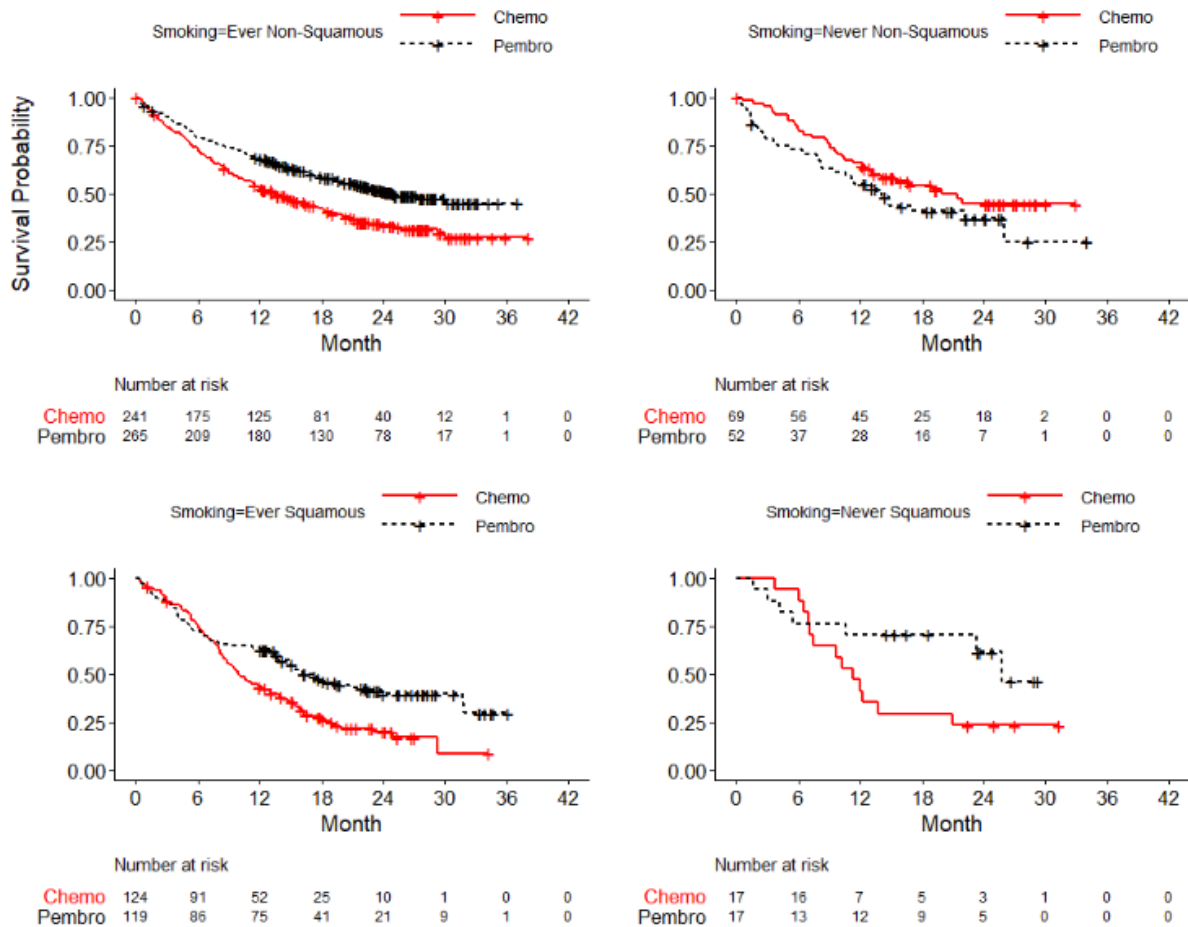 Smoking=Ever Non-Squamous
Chemo
Pembro
Survival Probability
1.00
0.75
0.50
0.25
0.00
0 6 12 18 24 30 36 42
Month
Number at risk
Chemo 241 175 125 81 40 12 1 0
Pembro 265 209 180 130 78 17 1 0
Smoking=Never Non-Squamous
Chemo
Pembro
1.00
0.75
0.50
0.25
0.00
0 6 12 18 24 30 36 42
Month
Number at risk
Chemo 69 56 45 25 18 2 0 0
Pembro 52 37 28 16 7 1 0 0
Smoking=Ever Squamous
Chemo
Pembro
1.00
0.75
0.50
0.25
0.00
0 6 12 18 24 30 36 42
Month
Number at risk
Chemo 124 91 52 25 10 1 0 0
Pembro 119 86 75 41 21 9 1 0
Smoking=Never Squamous
Chemo
Pembro
1.00
0.75
0.50
0.25
0.00
0 6 12 18 24 30 36 42
Month
Number at risk
Chemo 17 16 7 5 3 1 0 0
Pembro 17 13 12 9 5 0 0 0